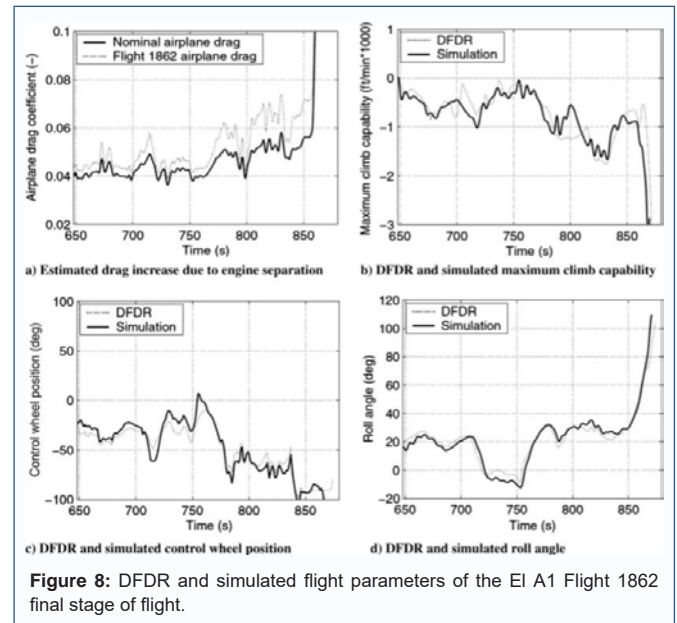 0.1
Nominal airplane drag
Flight 1862 airplane drag
Airplane drag coefficient (-)
0.08
0.06
0.04
0.02
650 700 750 800 850
Time (s)
a) Estimated drag increase due to engine separation
1
DFDR
Simulation
Maximum climb capability (ft/min*1000)
0
-1
-2
-3
650 700 750 800 850
Time (s)
b) DFDR and simulated maximum climb capability
100
DFDR
Simulation
Control wheel position (deg)
50
0
-50
-100
650 700 750 800 850
Time (s)
c) DFDR and simulated control wheel position
120
DFDR
Simulation
Roll angle (deg)
100
80
60
40
20
0
-20
650 700 750 800 850
Time (s)
d) DFDR and simulated roll angle
Figure 8: DFDR and simulated flight parameters of the El A1 Flight 1862
final stage of flight.